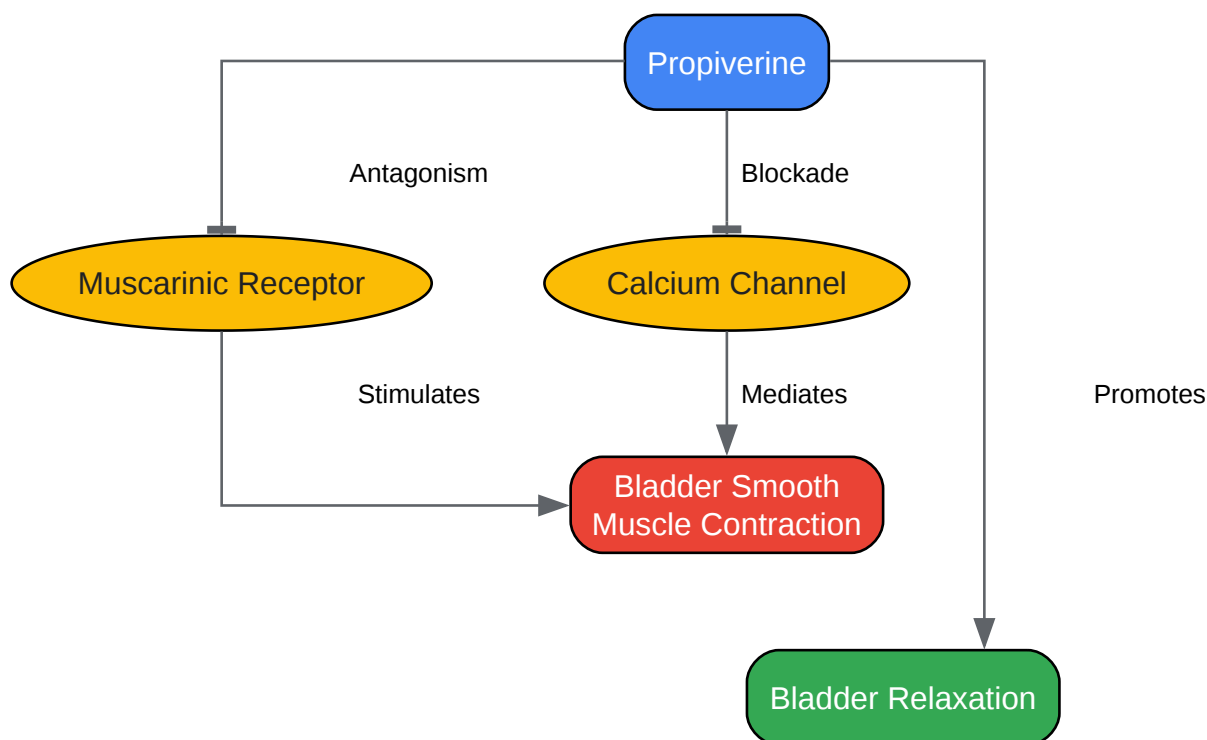 Propiverine
Antagonism
Blockade
Muscarinic Receptor
Calcium Channel
Stimulates
Mediates
Promotes
Bladder Smooth
Muscle Contraction
Bladder Relaxation